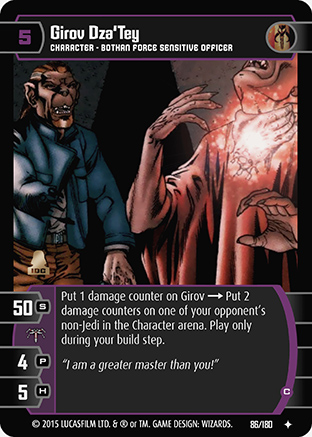 5
Girov Dza'Tey
CHARACTER - BOTHAN FORCE SENSITIVE OFFICER
100
50 S
4 P
5 H
Put 1 damage counter on Girov → Put 2
damage counters on one of your opponent's
non-Jedi in the Character arena. Play only
during your build step.
"I am a greater master than you!"
C
© 2015 LUCASFILM LTD. & ® or TM. GAME DESIGN: WIZARDS. 86/180